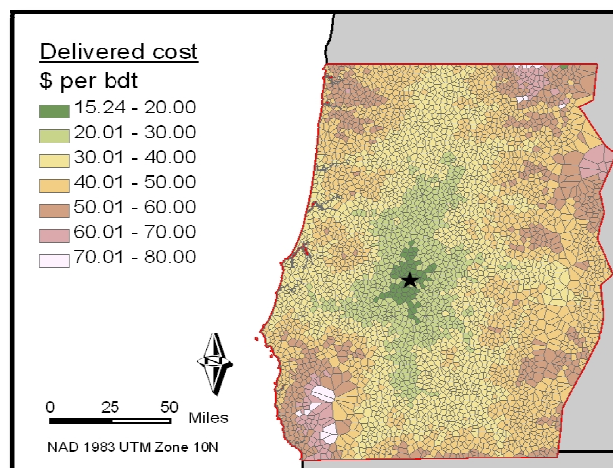 Delivered cost
$ per bdt
15.24 - 20.00
20.01 - 30.00
30.01 - 40.00
40.01 - 50.00
50.01 - 60.00
60.01 - 70.00
70.01 - 80.00
0 25 50
Miles
NAD 1983 UTM Zone 10N